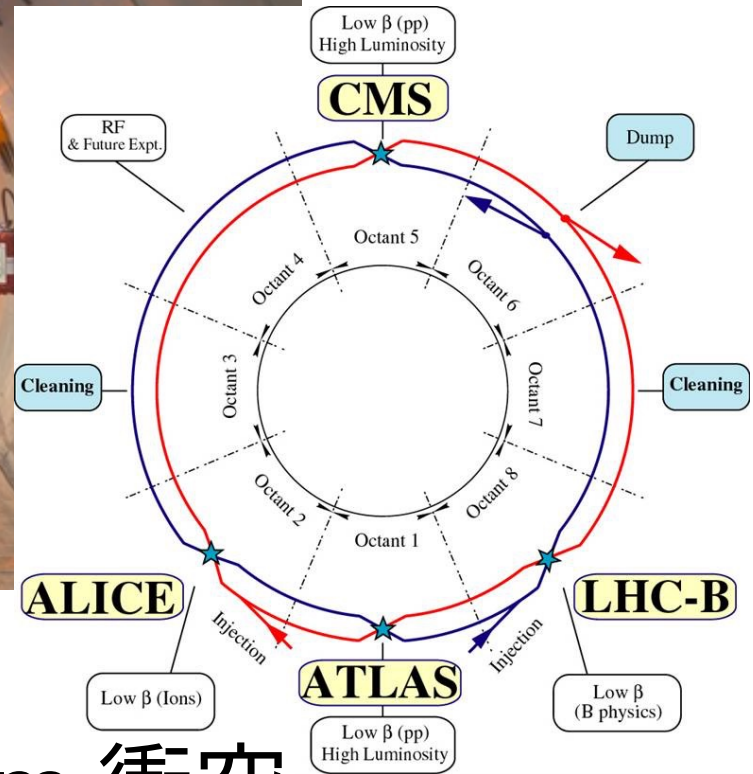 Low β (pp)
High Luminosity
CMS
RF
& Future Expt.
Dump
Octant 5
Octant 4
Octant 6
Cleaning
Octant 3
Octant 7
Cleaning
Octant 2
Octant 8
Octant 1
ALICE
LHC-B
Injection
Injection
ATLAS
Low β (Ions)
Low β
(B physics)
Low β (pp)
High Luminosity
衝突